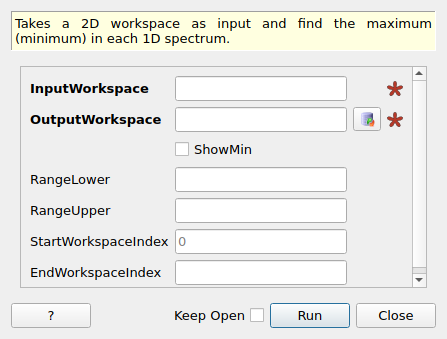 Takes a 2D workspace as input and find the maximum
(minimum) in each 1D spectrum.
InputWorkspace
OutputWorkspace
ShowMin
RangeLower
RangeUpper
StartWorkspaceIndex 0
EndWorkspaceIndex
? Keep Open Run Close